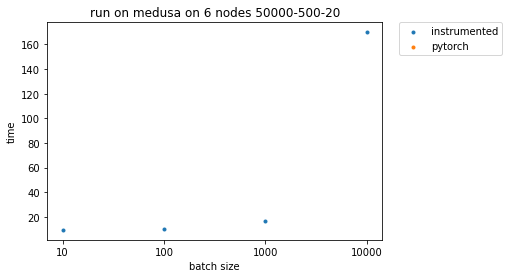 run on medusa on 6 nodes 50000-500-20
instrumented
pytorch
time
160
140
120
100
80
60
40
20
10 100 1000 10000
batch size